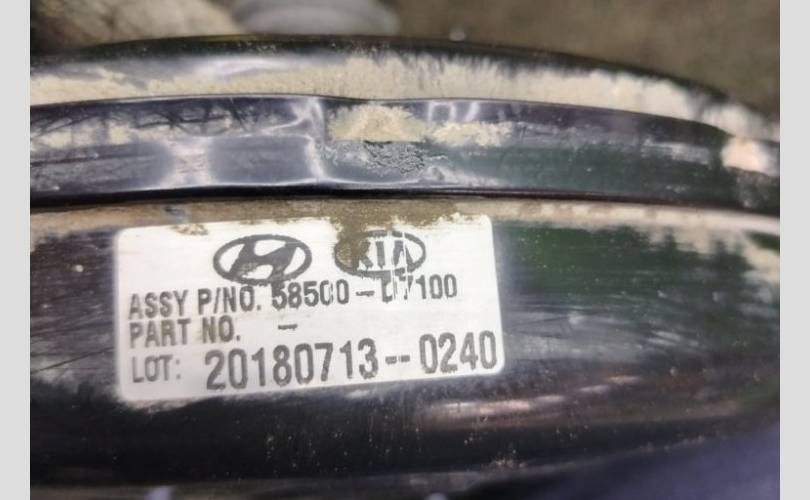 KIA
ASSY P/NO. 58500-D7100
PART NO. -
LOT: 20180713--0240